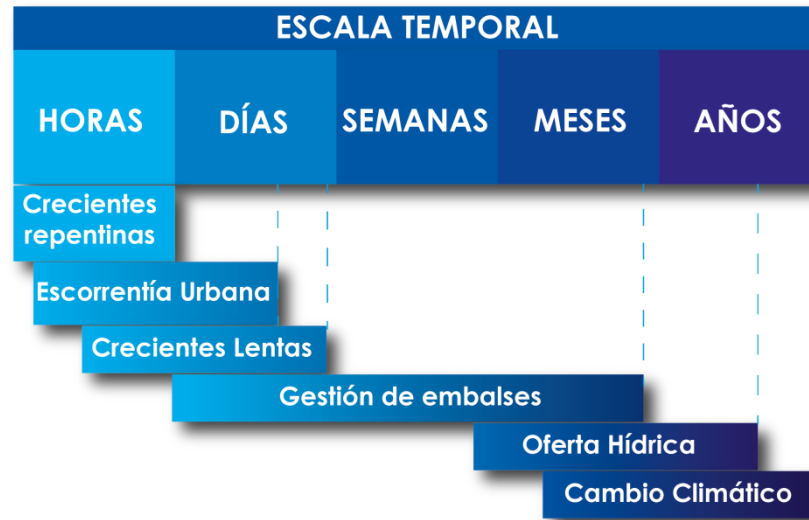 ESCALA TEMPORAL
HORAS
DÍAS
SEMANAS
MESES
AÑOS
Crecientes
repentinas
Escorrentía Urbana
Crecientes Lentas
Gestión de embalses
Oferta Hídrica
Cambio Climático